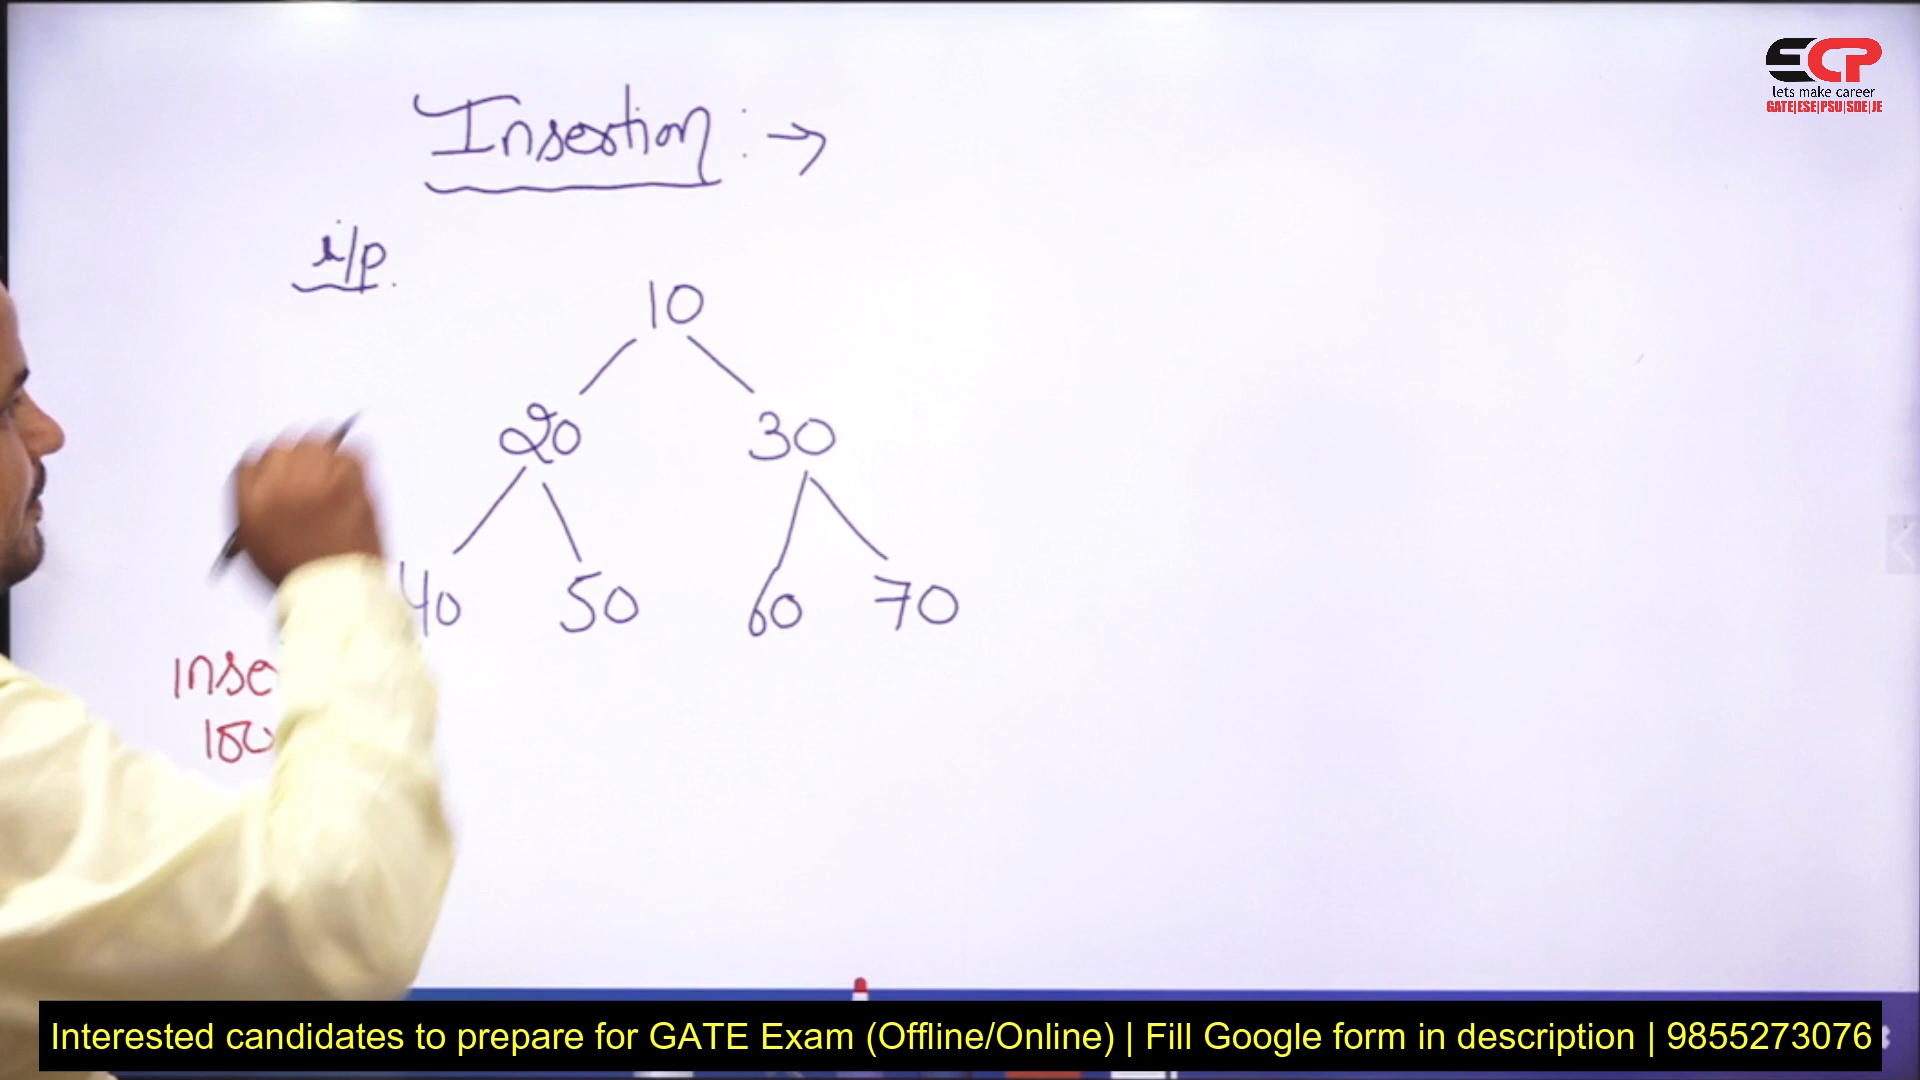 ECP
lets make career
GATE|ESE|PSU|SDE|JE
Insertion : →
i/p.
10
20 30
40 50 60 70
Interested candidates to prepare for GATE Exam (Offline/Online) | Fill Google form in description | 9855273076